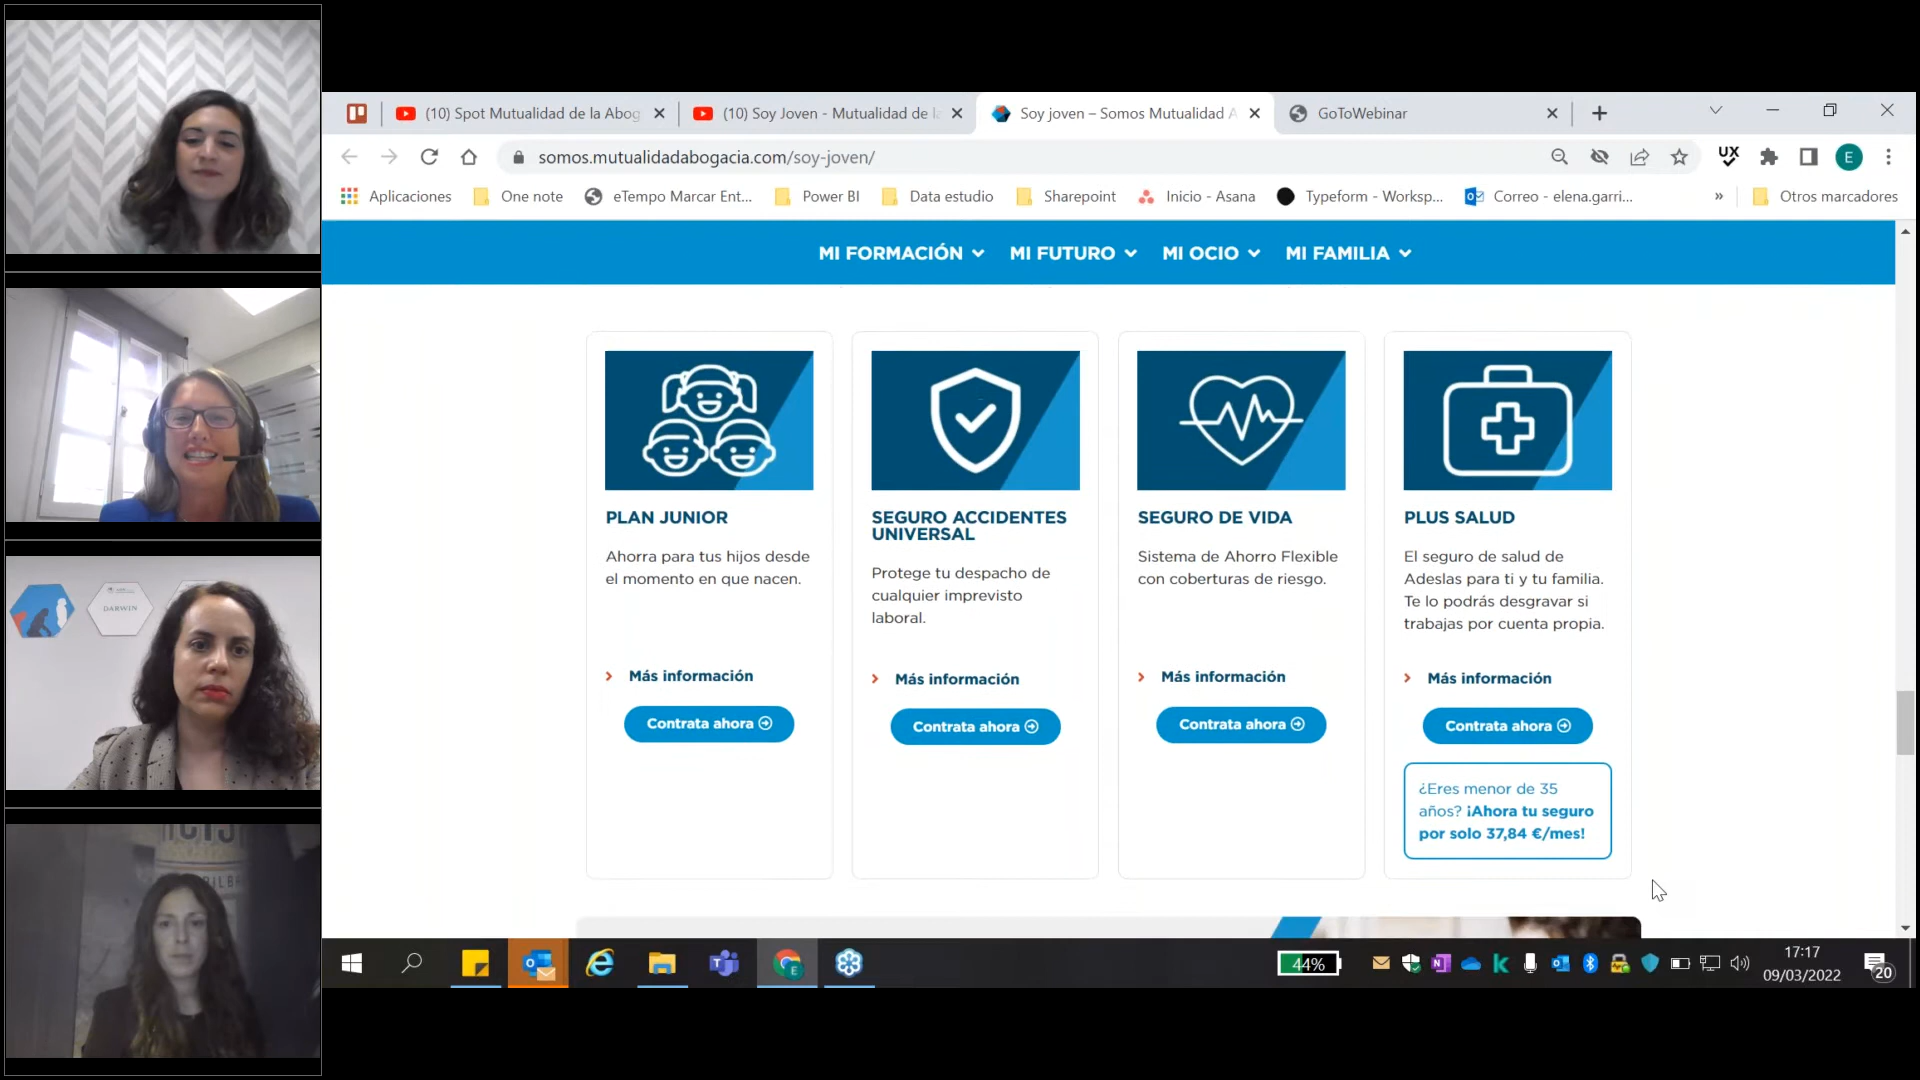 (10) Spot Mutualidad de la Abog
(10) Soy Joven - Mutualidad de la
Soy joven – Somos Mutualidad A
GoToWebinar
somos.mutualidadabogacia.com/soy-joven/
UX
E
Aplicaciones
One note
eTempo Marcar Ent...
Power BI
Data estudio
Sharepoint
Inicio - Asana
Typeform - Worksp...
Correo - elena.garri...
»
Otros marcadores
MI FORMACIÓN
MI FUTURO
MI OCIO
MI FAMILIA
PLAN JUNIOR
Ahorra para tus hijos desde
el momento en que nacen.
Más información
Contrata ahora
SEGURO ACCIDENTES
UNIVERSAL
Protege tu despacho de
cualquier imprevisto
laboral.
Más información
Contrata ahora
SEGURO DE VIDA
Sistema de Ahorro Flexible
con coberturas de riesgo.
Más información
Contrata ahora
PLUS SALUD
El seguro de salud de
Adeslas para ti y tu familia.
Te lo podrás desgravar si
trabajas por cuenta propia.
Más información
Contrata ahora
¿Eres menor de 35
años? ¡Ahora tu seguro
por solo 37,84 €/mes!
DARWIN
44%
17:17
09/03/2022
20